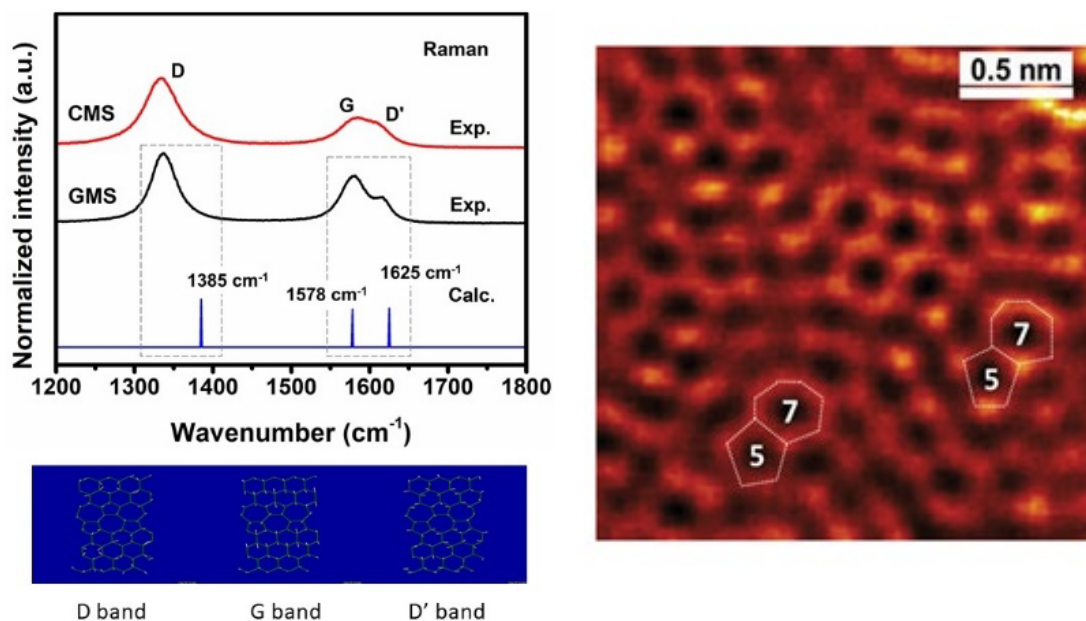 Normalized intensity (a.u.)
Raman
D
CMS
G
D'
Exp.
GMS
Exp.
1385 cm⁻¹
1625 cm⁻¹
1578 cm⁻¹
Calc.
1200 1300 1400 1500 1600 1700 1800
Wavenumber (cm⁻¹)
D band G band D' band
0.5 nm
7
5
7
5